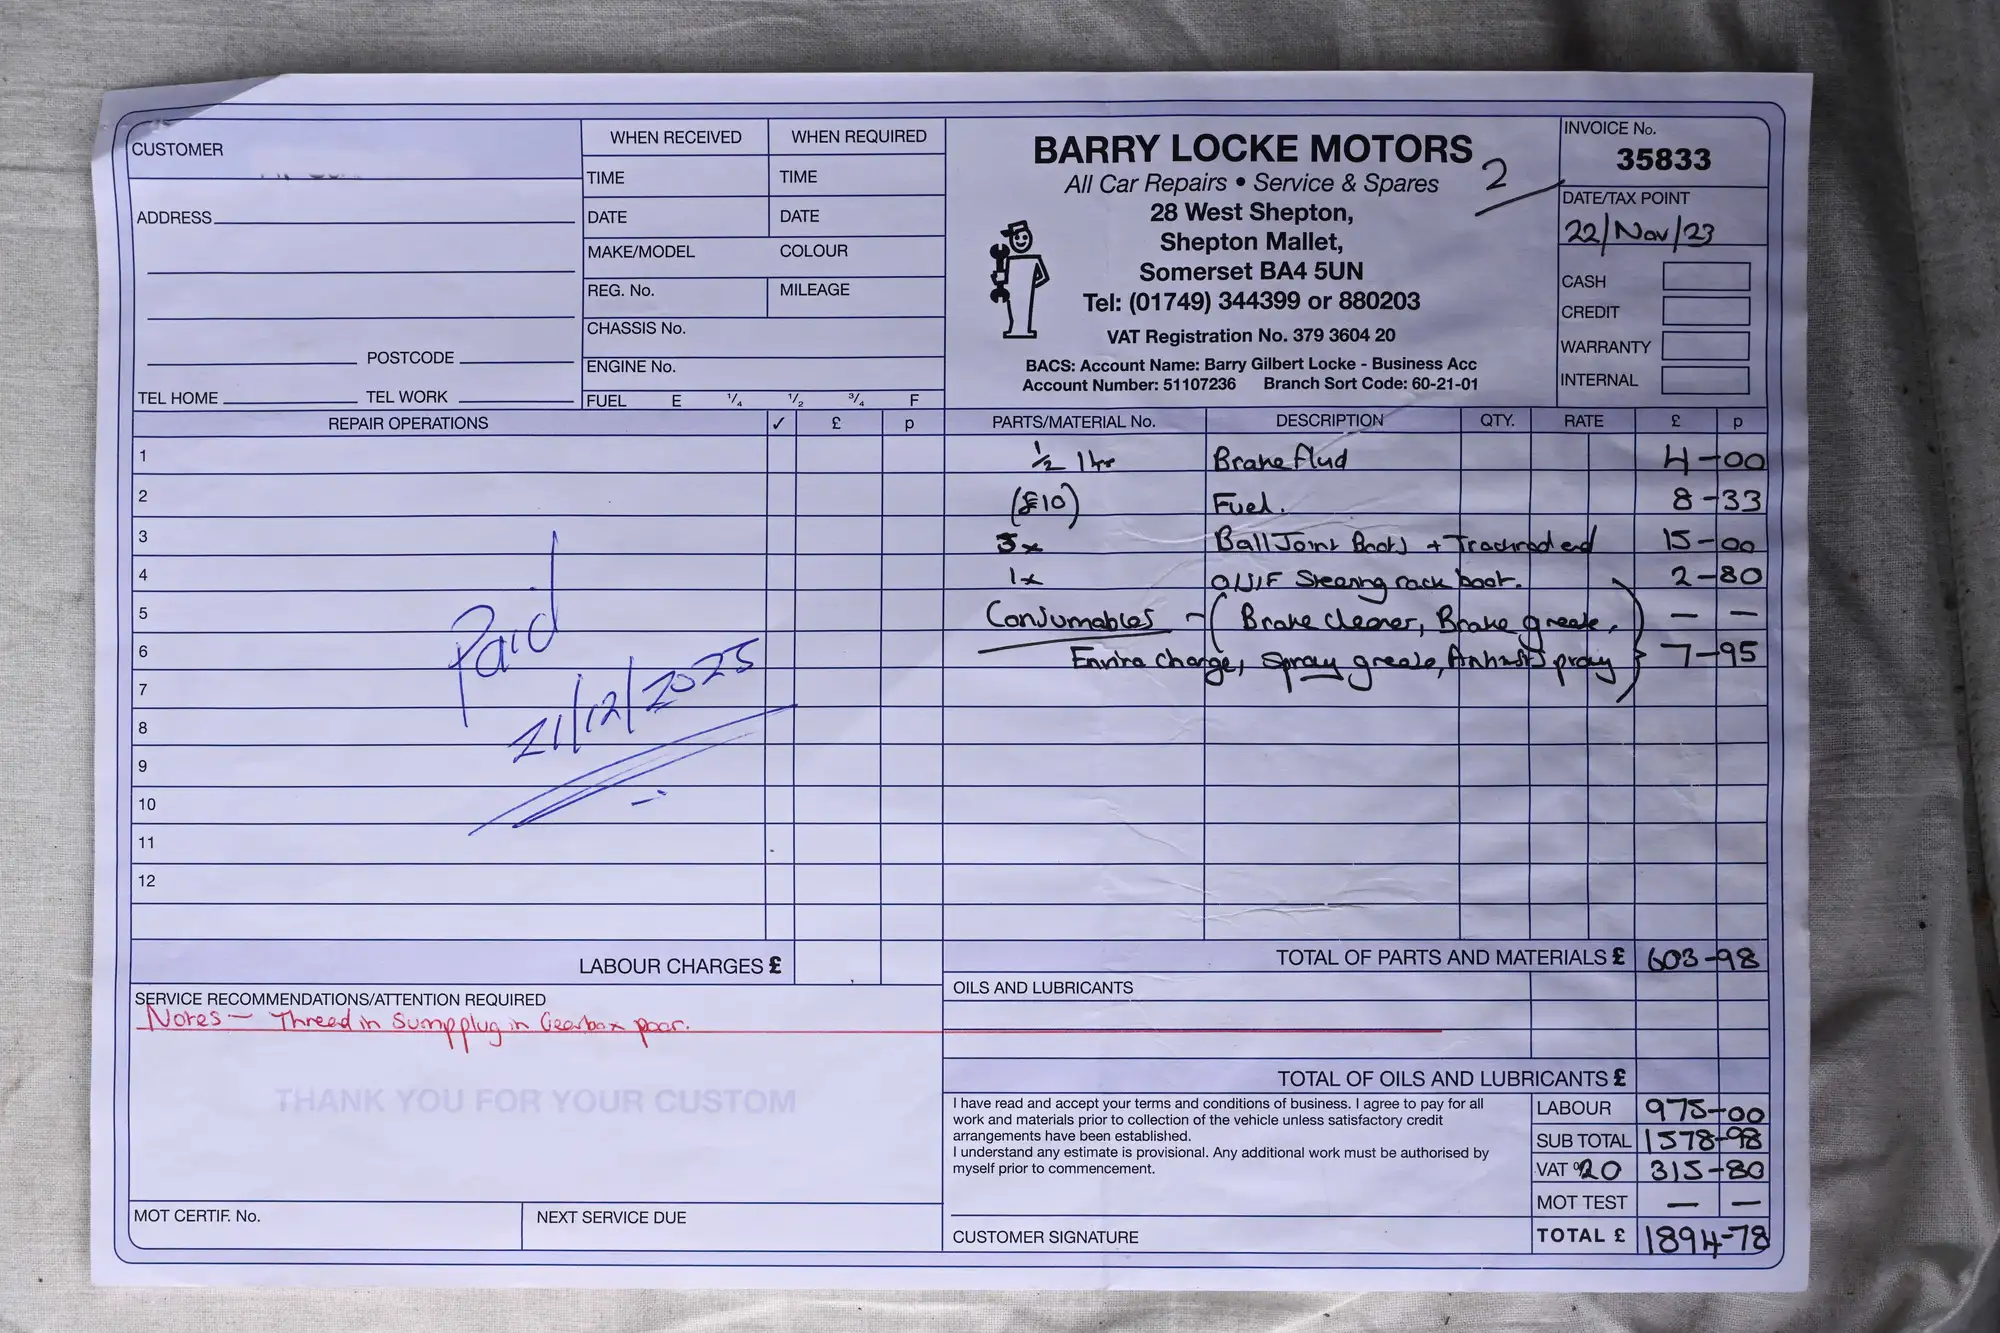 CUSTOMER
ADDRESS
POSTCODE
TEL HOME TEL WORK
WHEN RECEIVED WHEN REQUIRED
TIME TIME
DATE DATE
MAKE/MODEL COLOUR
REG. No. MILEAGE
CHASSIS No.
ENGINE No.
FUEL E 1/4 1/2 3/4 F
BARRY LOCKE MOTORS
2
All Car Repairs • Service & Spares
28 West Shepton,
Shepton Mallet,
Somerset BA4 5UN
Tel: (01749) 344399 or 880203
VAT Registration No. 379 3604 20
BACS: Account Name: Barry Gilbert Locke - Business Acc
Account Number: 51107236 Branch Sort Code: 60-21-01
INVOICE No.
35833
DATE/TAX POINT
22/Nov/23
CASH
CREDIT
WARRANTY
INTERNAL
REPAIR OPERATIONS ✓ £ p
1
2
3
4
5
6
7
8
9
10
11
12
Paid
21/12/2023
LABOUR CHARGES £
SERVICE RECOMMENDATIONS/ATTENTION REQUIRED
Notes — Thread in Sump plug in Gearbox poor.
THANK YOU FOR YOUR CUSTOM
MOT CERTIF. No. NEXT SERVICE DUE
PARTS/MATERIAL No. DESCRIPTION QTY. RATE £ p
1/2 ltr Brake flud 4-00
(£10) Fuel. 8-33
3x Ball Joint Boots + Trackrod end 15-00
1x Steering rack boot. 2-80
Consumables - (Brake cleaner, Brake grease, — —
Enviro charge, Spray grease, Spray } 7-95
TOTAL OF PARTS AND MATERIALS £ 603-98
OILS AND LUBRICANTS
TOTAL OF OILS AND LUBRICANTS £
I have read and accept your terms and conditions of business. I agree to pay for all
work and materials prior to collection of the vehicle unless satisfactory credit
arrangements have been established.
I understand any estimate is provisional. Any additional work must be authorised by
myself prior to commencement.
CUSTOMER SIGNATURE
LABOUR 975-00
SUB TOTAL 1578-98
VAT % 20 315-80
MOT TEST — —
TOTAL £ 1894-78